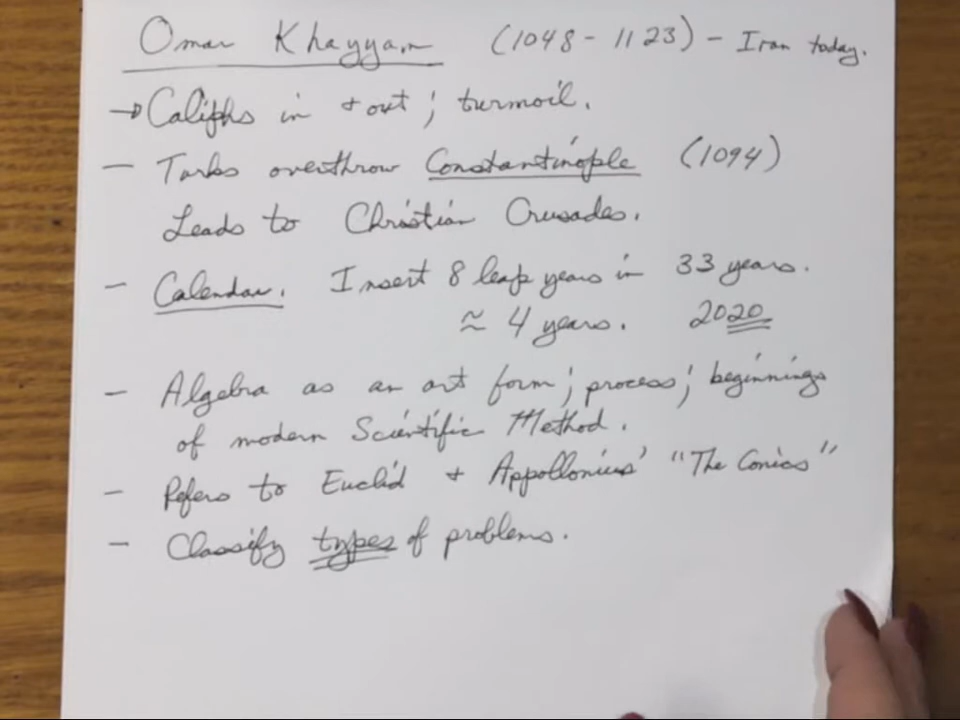 Omar Khayyam (1048 - 1123) - Iran today.
→ Caliphs in + out ; turmoil.
- Turks overthrow Constantinople (1094)
Leads to Christian Crusades.
- Calendar. Insert 8 leap years in 33 years.
≈ 4 years. 2020
- Algebra as an art form ; process ; beginnings
of modern Scientific Method.
- Refers to Euclid + Appollonius' "The Conics"
- Classify types of problems.